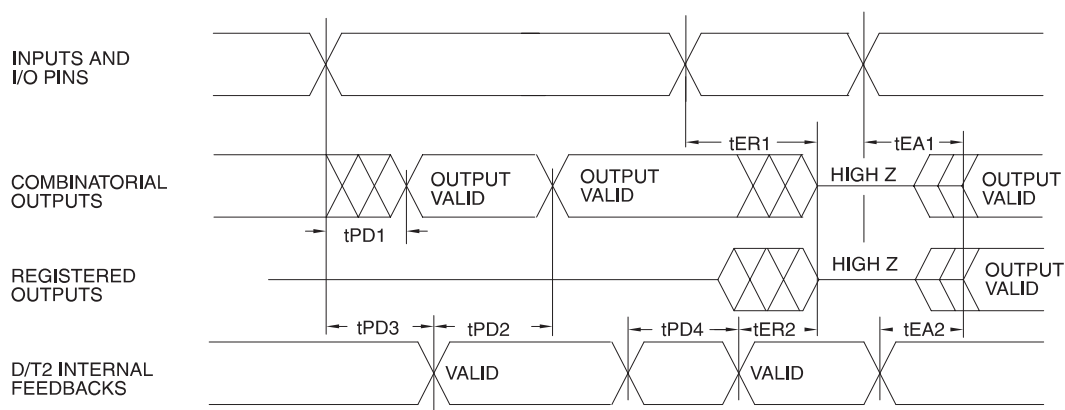 INPUTS AND
I/O PINS
tER1
tEA1
COMBINATORIAL
OUTPUTS
OUTPUT
VALID
OUTPUT
VALID
HIGH Z
OUTPUT
VALID
tPD1
REGISTERED
OUTPUTS
HIGH Z
OUTPUT
VALID
tPD3
tPD2
tPD4
tER2
tEA2
D/T2 INTERNAL
FEEDBACKS
VALID
VALID